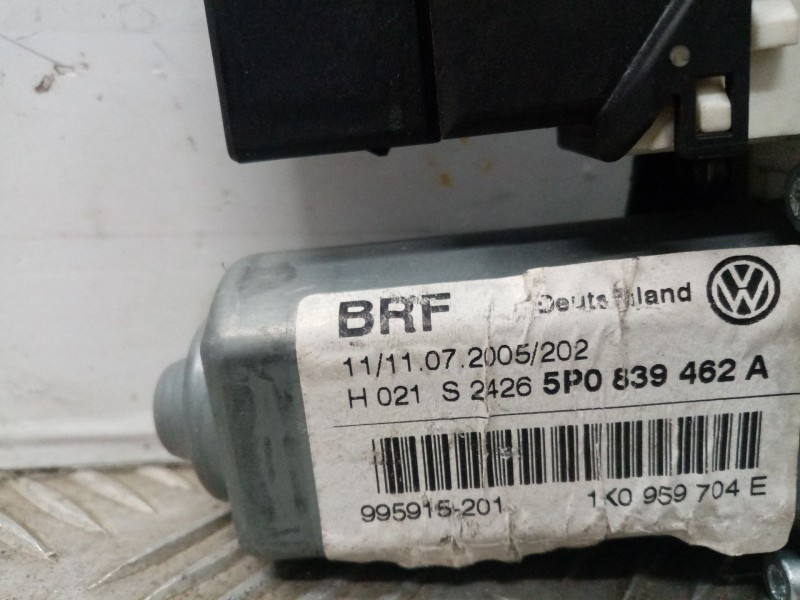 BRF Deutschland
11/11.07.2005/202
H 021 S 2426 5P0 839 462 A
995915-201 1K0 959 704 E